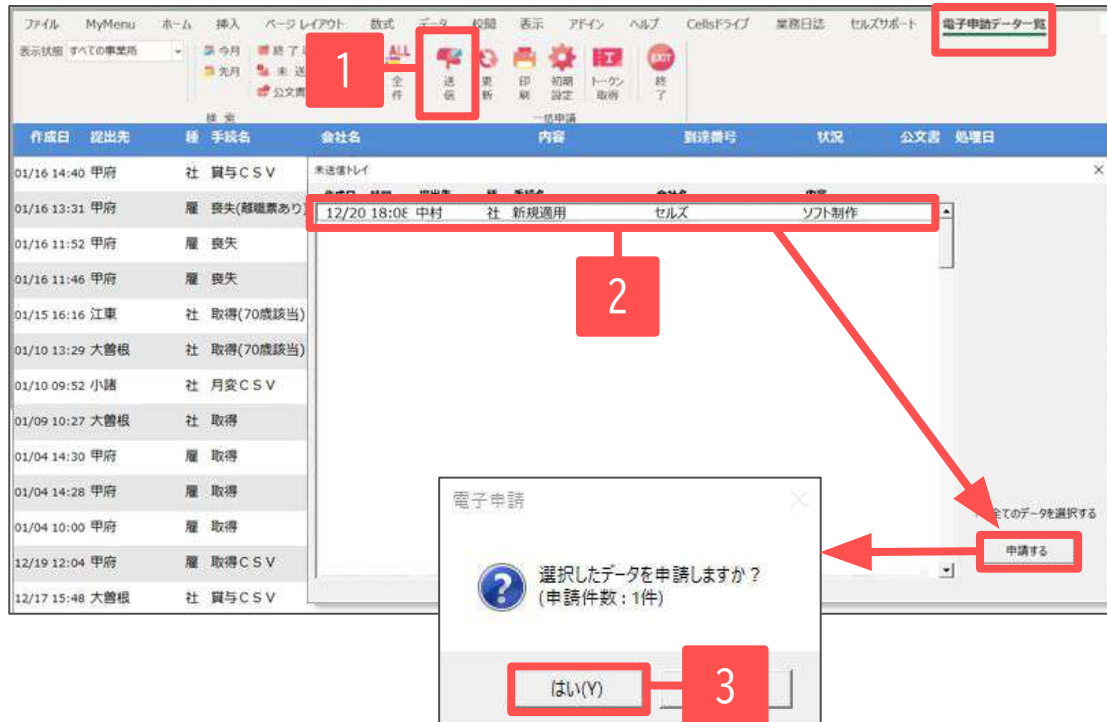 ファイル MyMenu ホーム 挿入 ページ レイアウト 数式 データ 校閲 表示 アドイン ヘルプ Cellsドライブ 業務日誌 セルズサポート 電子申請データ一覧
表示状態 すべての事業所 今月 終了 ALL
先月 未送 全件 送信 更新 印刷 初期設定 トークン取得 終了
公文書
検索 一括申請
1
作成日 提出先 種 手続名 会社名 内容 到達番号 状況 公文書 処理日
01/16 14:40 甲府 社 賞与CSV
01/16 13:31 甲府 雇 喪失(離職票あり)
01/16 11:52 甲府 雇 喪失
01/16 11:46 甲府 雇 喪失
01/15 16:16 江東 社 取得(70歳該当)
01/10 13:29 大曽根 社 取得(70歳該当)
01/10 09:52 小諸 社 月変CSV
01/09 10:27 大曽根 社 取得
01/04 14:30 甲府 雇 取得
01/04 14:28 甲府 雇 取得
01/04 10:00 甲府 雇 取得
12/19 12:04 甲府 雇 取得CSV
12/17 15:48 大曽根 社 賞与CSV
未送信トレイ
12/20 18:08 中村 社 新規適用 セルズ ソフト制作
2
全てのデータを選択する
申請する
電子申請
選択したデータを申請しますか？
(申請件数：1件)
はい(Y)
3